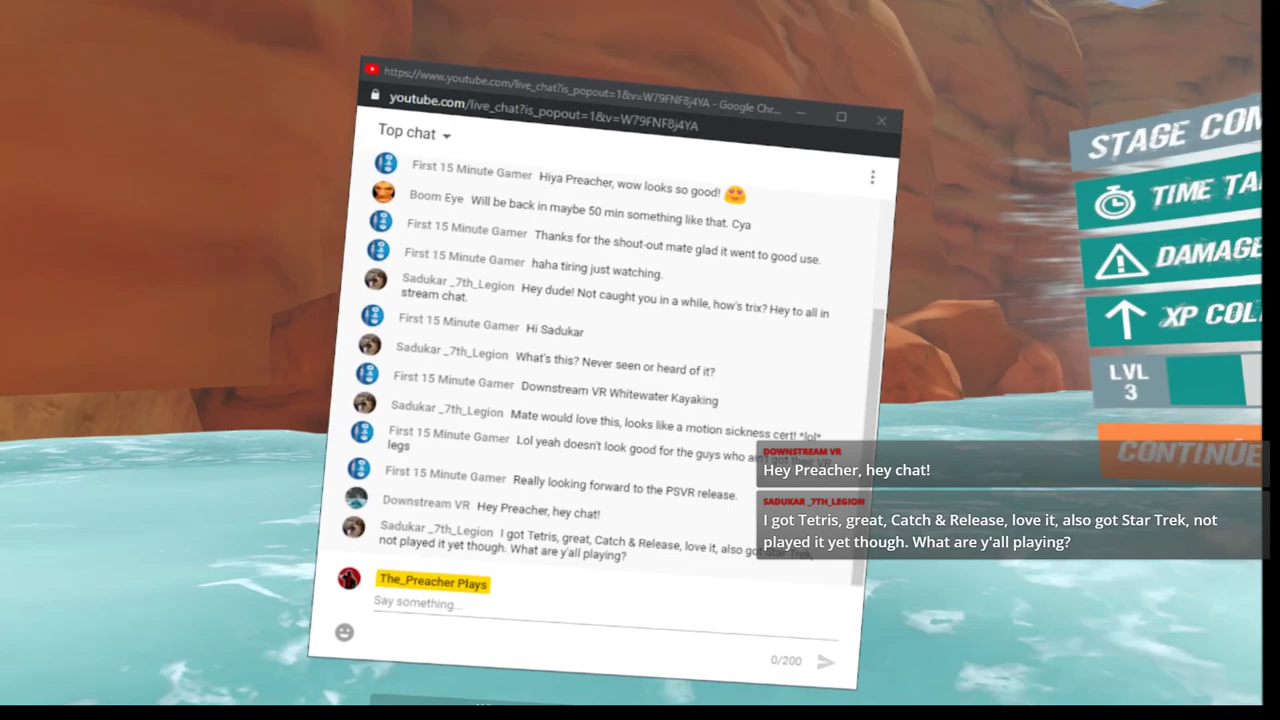 https://www.youtube.com/live_chat?is_popout=1&v=W79FNF8j4YA - Google Chr...
youtube.com/live_chat?is_popout=1&v=W79FNF8j4YA
Top chat
First 15 Minute Gamer Hiya Preacher, wow looks so good!
Boom Eye Will be back in maybe 50 min something like that. Cya
First 15 Minute Gamer Thanks for the shout-out mate glad it went to good use.
First 15 Minute Gamer haha tiring just watching.
Sadukar _7th_Legion Hey dude! Not caught you in a while, how's trix? Hey to all in
stream chat.
First 15 Minute Gamer Hi Sadukar
Sadukar _7th_Legion What's this? Never seen or heard of it?
First 15 Minute Gamer Downstream VR Whitewater Kayaking
Sadukar _7th_Legion Mate would love this, looks like a motion sickness cert! *lol*
First 15 Minute Gamer Lol yeah doesn't look good for the guys who ain't got their VR
legs
First 15 Minute Gamer Really looking forward to the PSVR release.
Downstream VR Hey Preacher, hey chat!
Sadukar _7th_Legion I got Tetris, great, Catch & Release, love it, also got Star Trek,
not played it yet though. What are y'all playing?
The_Preacher Plays
Say something...
0/200
STAGE COM
TIME TA
DAMAGE
XP COL
LVL
3
CONTINUE
DOWNSTREAM VR
Hey Preacher, hey chat!
SADUKAR _7TH_LEGION
I got Tetris, great, Catch & Release, love it, also got Star Trek, not
played it yet though. What are y'all playing?